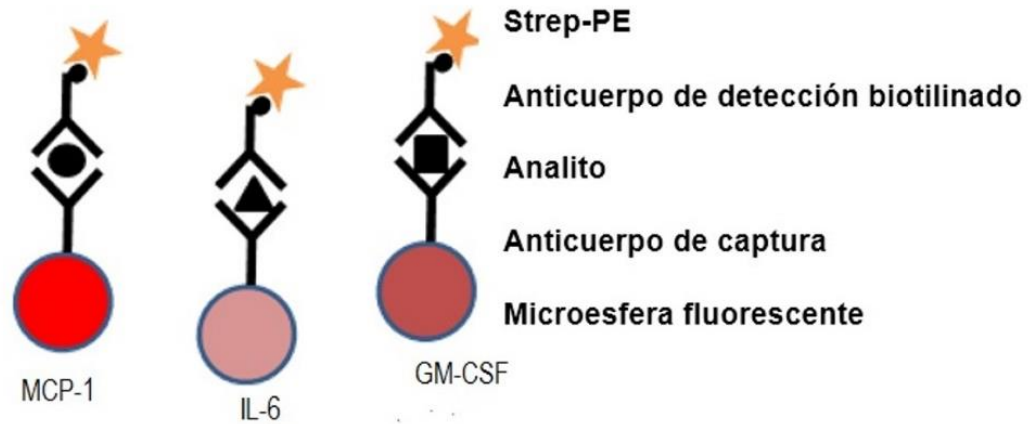 Strep-PE
Anticuerpo de detección biotilinado
Analito
Anticuerpo de captura
Microesfera fluorescente
MCP-1
IL-6
GM-CSF